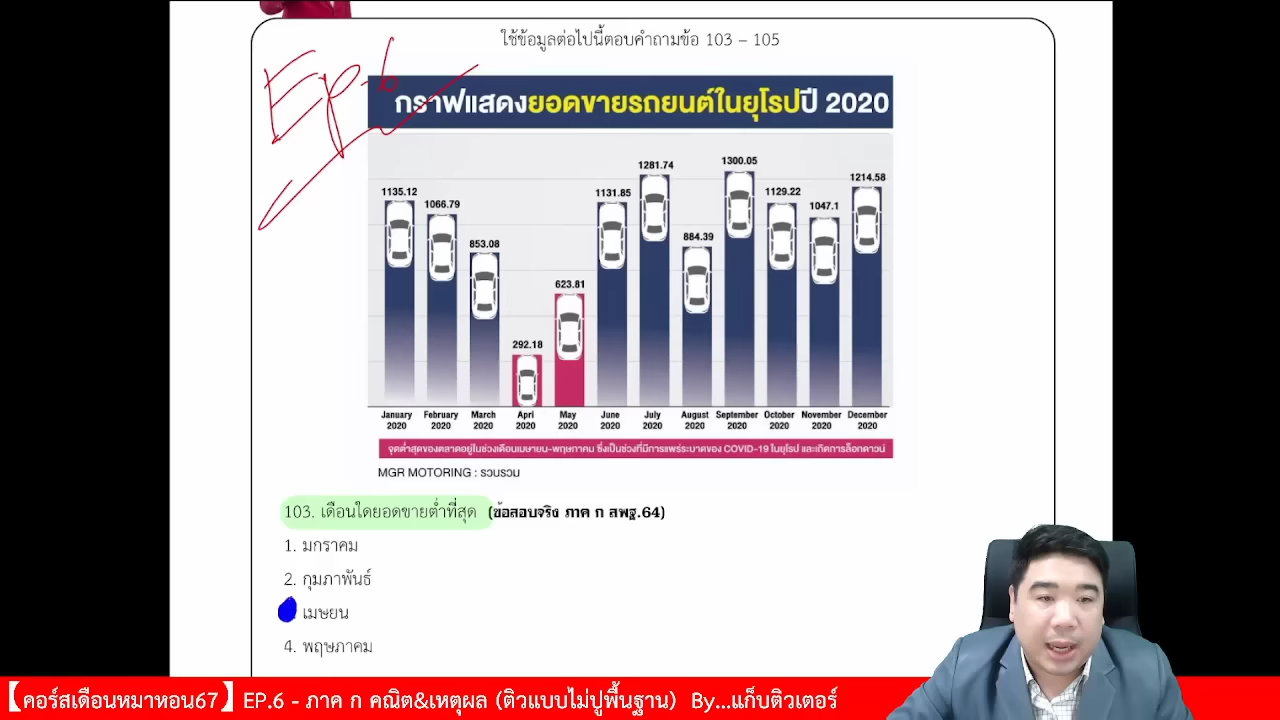 ใช้ข้อมูลต่อไปนี้ตอบคำถามข้อ 103 – 105
EP.6
กราฟแสดงยอดขายรถยนต์ในยุโรปปี 2020
1135.12
1066.79
853.08
292.18
623.81
1131.85
1281.74
884.39
1300.05
1129.22
1047.1
1214.58
January 2020
February 2020
March 2020
Apri 2020
May 2020
June 2020
July 2020
August 2020
September 2020
October 2020
November 2020
December 2020
จุดต่ำสุดของตลาดอยู่ในช่วงเดือนเมษายน-พฤษภาคม ซึ่งเป็นช่วงที่มีการแพร่ระบาดของ COVID-19 ในยุโรป และเกิดการล็อกดาวน์
MGR MOTORING : รวบรวม
103. เดือนใดยอดขายต่ำที่สุด (ข้อสอบจริง ภาค ก สพฐ.64)
1. มกราคม
2. กุมภาพันธ์
เมษยน
4. พฤษภาคม
【คอร์สเดือนหมาหอน67】 EP.6 - ภาค ก คณิต&เหตุผล (ติวแบบไม่ปูพื้นฐาน) By...แก็บติวเตอร์